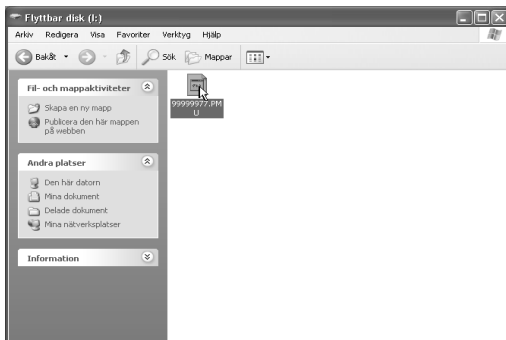 Flyttbar disk (I:)
Arkiv Redigera Visa Favoriter Verktyg Hjälp
Bakåt Sök Mappar
Fil- och mappaktiviteter
Skapa en ny mapp
Publicera den här mappen
på webben
Andra platser
Den här datorn
Mina dokument
Delade dokument
Mina nätverksplatser
Information
99999977.PM
U